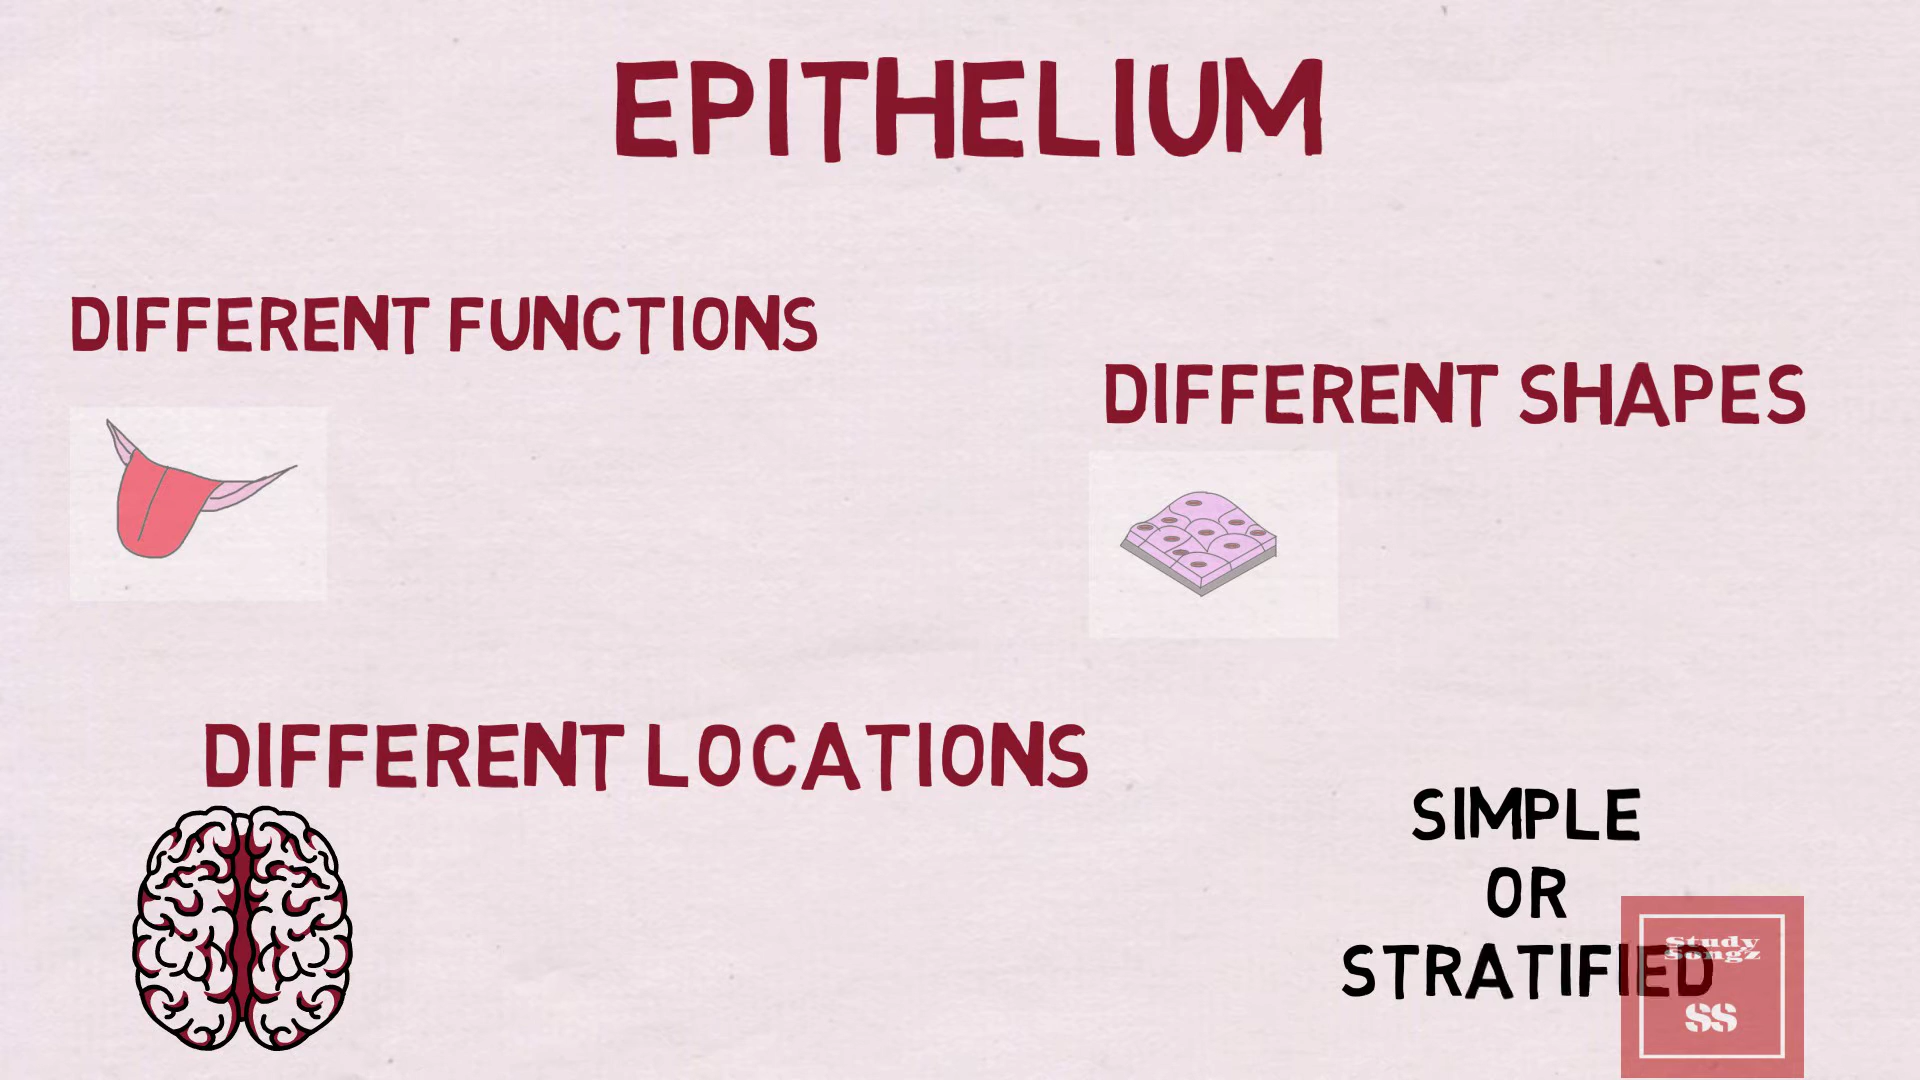 EPITHELIUM
DIFFERENT FUNCTIONS
DIFFERENT SHAPES
DIFFERENT LOCATIONS
SIMPLE
OR
STRATIFIED
Study
Songz
SS